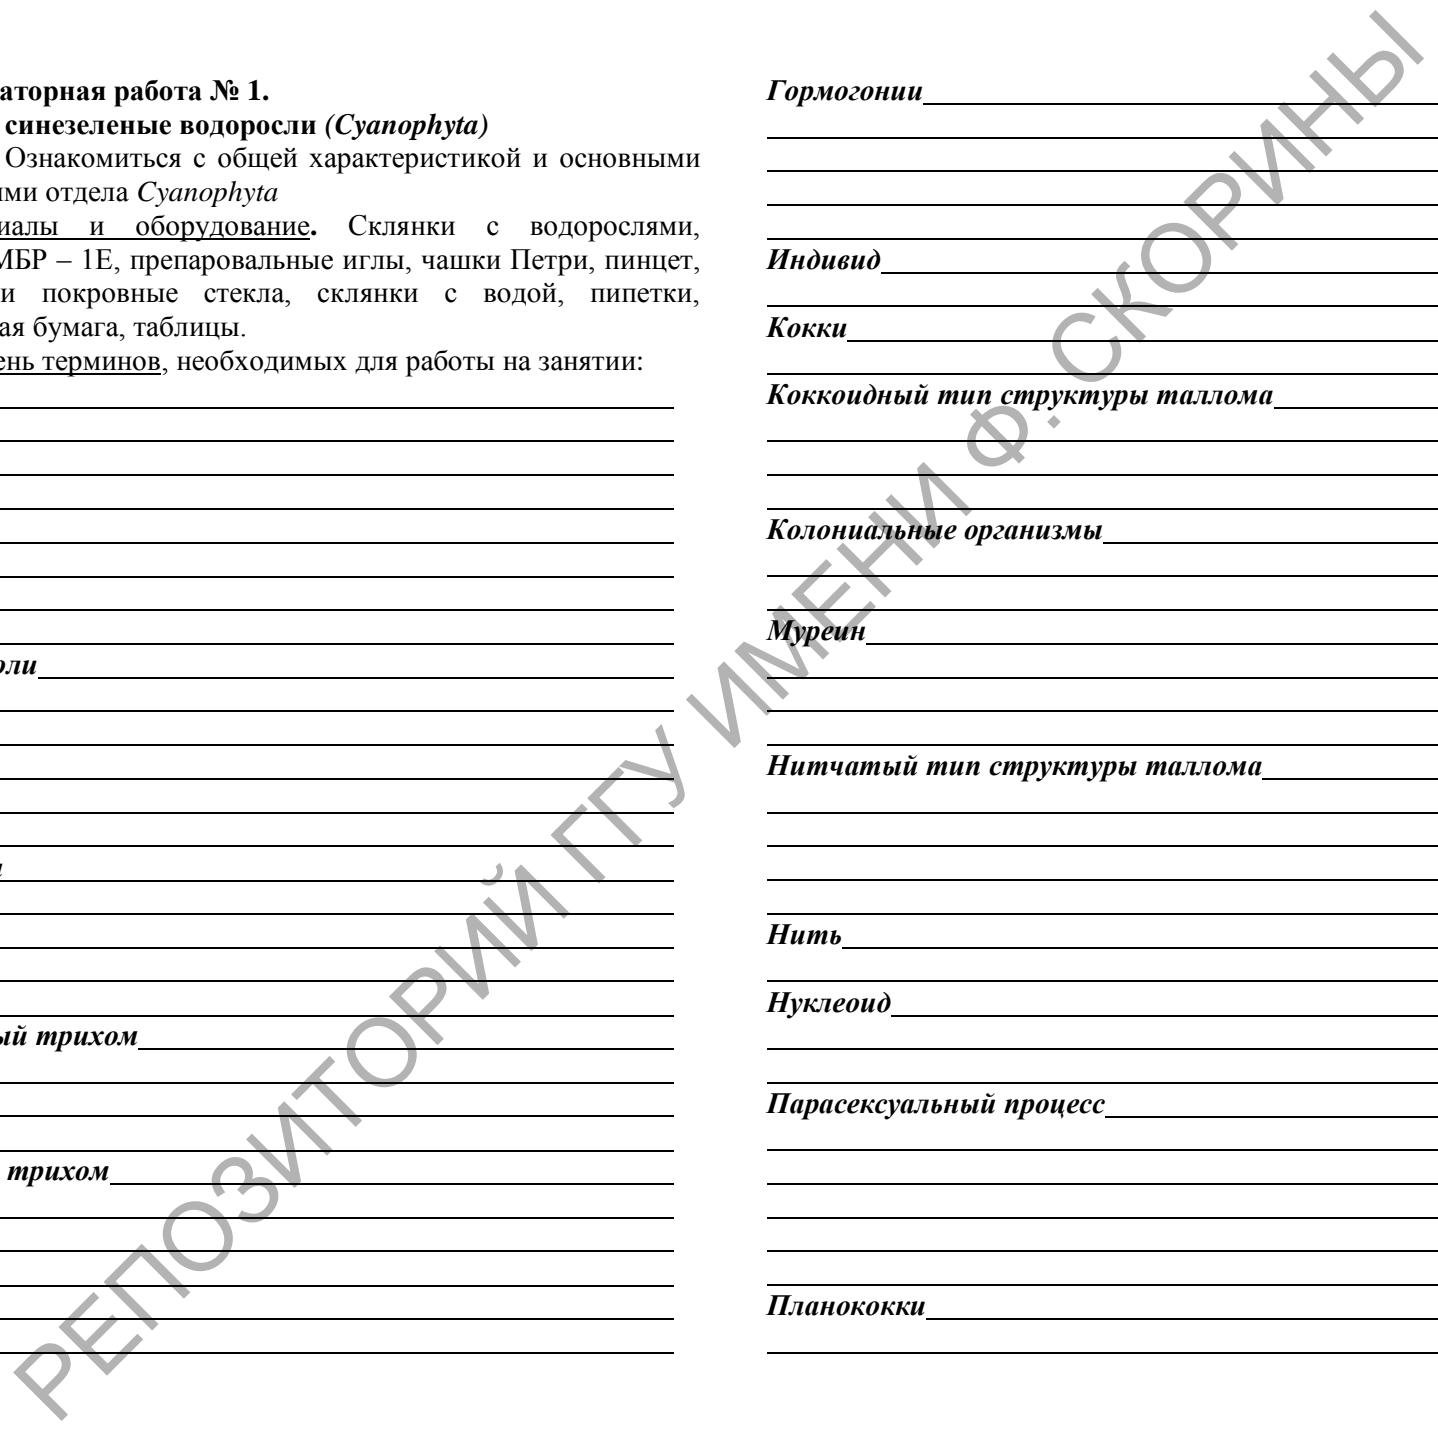 аторная работа № 1.
синезеленые водоросли (Cyanophyta)
Ознакомиться с общей характеристикой и основными
ми отдела Cyanophyta
иалы и оборудование. Склянки с водорослями,
МБР – 1Е, препаровальные иглы, чашки Петри, пинцет,
и покровные стекла, склянки с водой, пипетки,
ая бумага, таблицы.
ень терминов, необходимых для работы на занятии:
оли
ый трихом
трихом
Гормогонии
Индивид
Кокки
Коккоидный тип структуры таллома
Колониальные организмы
Муреин
Нитчатый тип структуры таллома
Нить
Нуклеоид
Парасексуальный процесс
Планококки
РЕПОЗИТОРИЙ ГГУ ИМЕНИ Ф. СКОРИНЫ